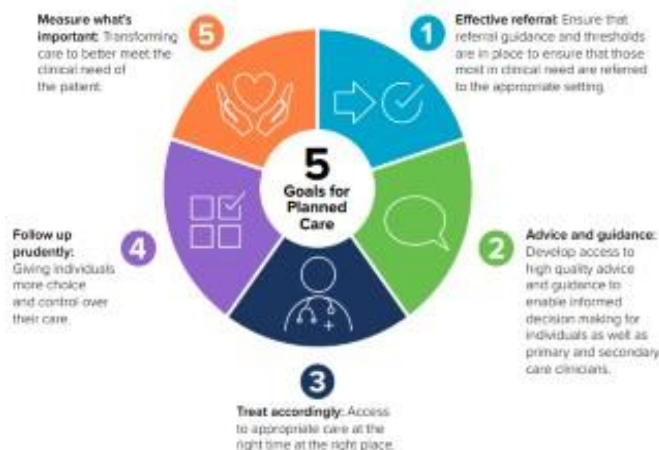 5
Goals for
Planned
Care
1
Effective referral: Ensure that
referral guidance and thresholds
are in place to ensure that those
most in clinical need are referred
to the appropriate setting.
2
Advice and guidance:
Develop access to
high quality advice
and guidance to
enable informed
decision making for
individuals as well as
primary and secondary
care clinicians.
3
Treat accordingly: Access
to appropriate care at the
right time at the right place.
4
Follow up
prudently:
Giving individuals
more choice
and control over
their care.
5
Measure what's
important: Transforming
care to better meet the
clinical need of
the patient.